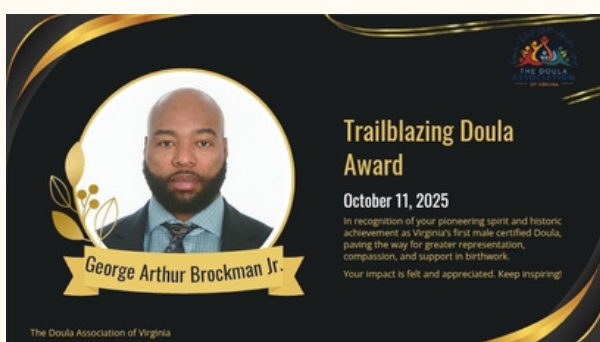 THE DOULA
ASSOCIATION
OF VIRGINIA
Trailblazing Doula
Award
October 11, 2025
In recognition of your pioneering spirit and historic
achievement as Virginia's first male certified Doula,
paving the way for greater representation,
compassion, and support in birthwork.
Your impact is felt and appreciated. Keep inspiring!
George Arthur Brockman Jr.
The Doula Association of Virginia